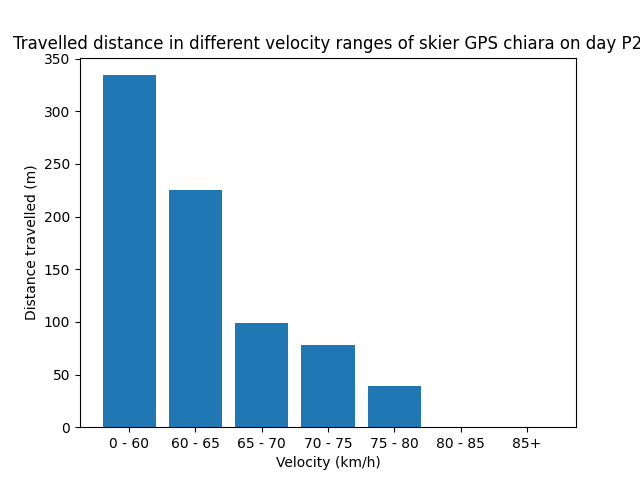 Travelled distance in different velocity ranges of skier GPS chiara on day P2
350
300
250
200
150
100
50
0
Distance travelled (m)
0 - 60 60 - 65 65 - 70 70 - 75 75 - 80 80 - 85 85+
Velocity (km/h)